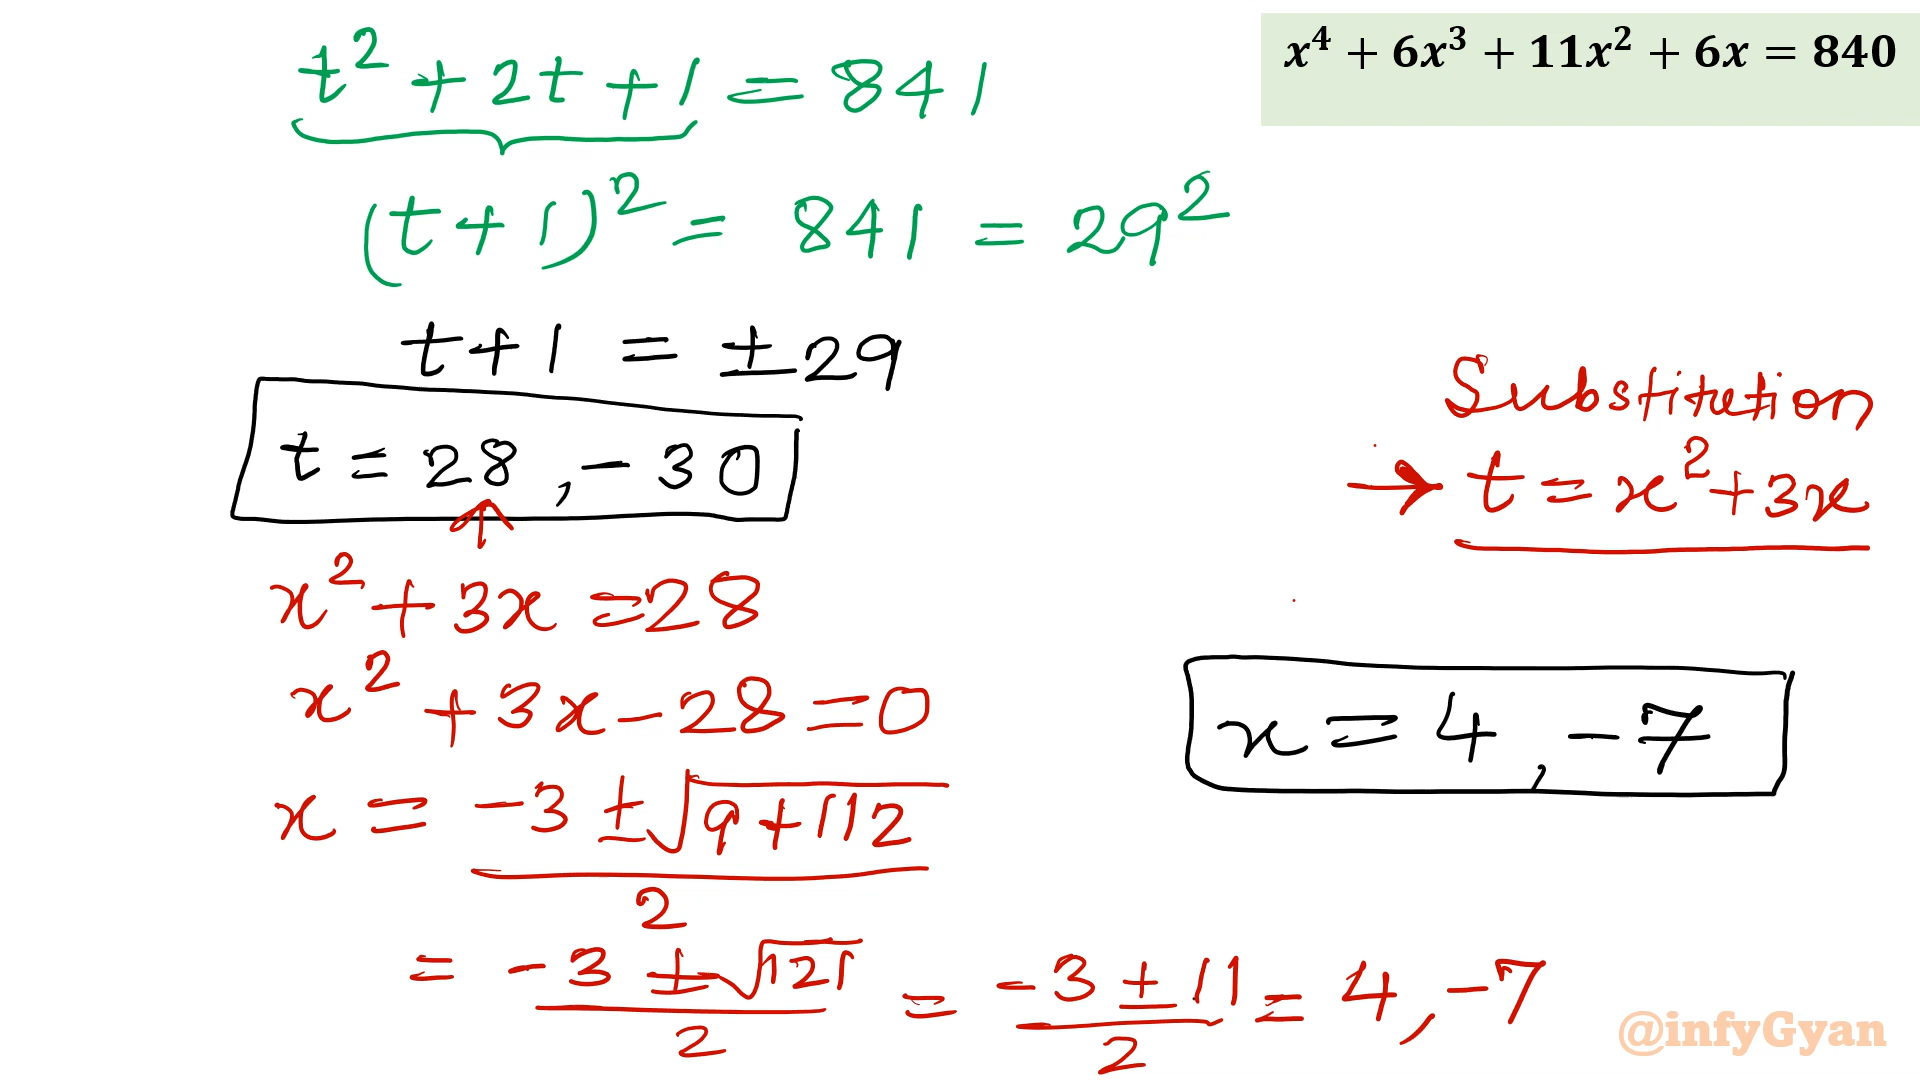 x⁴ + 6x³ + 11x² + 6x = 840
t² + 2t + 1 = 841
(t + 1)² = 841 = 29²
t + 1 = ± 29
t = 28 , - 30
Substitution
→ t = x² + 3x
x² + 3x = 28
x² + 3x - 28 = 0
x = (-3 ± √(9 + 112)) / 2
= (-3 ± √121) / 2 = (-3 ± 11) / 2 = 4 , -7
x = 4 , -7
@infyGyan